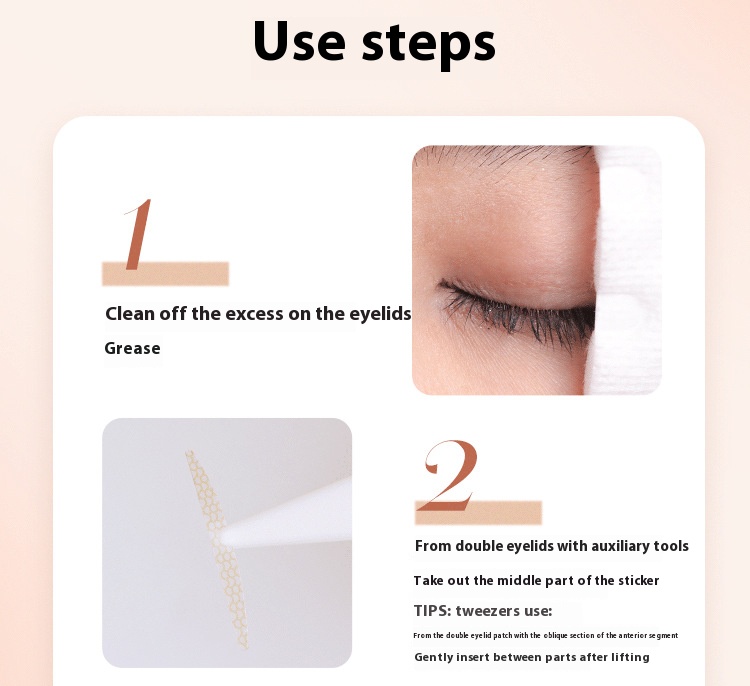 Use steps
1
Clean off the excess on the eyelids
Grease
2
From double eyelids with auxiliary tools
Take out the middle part of the sticker
TIPS: tweezers use:
From the double eyelid patch with the oblique section of the anterior segment
Gently insert between parts after lifting